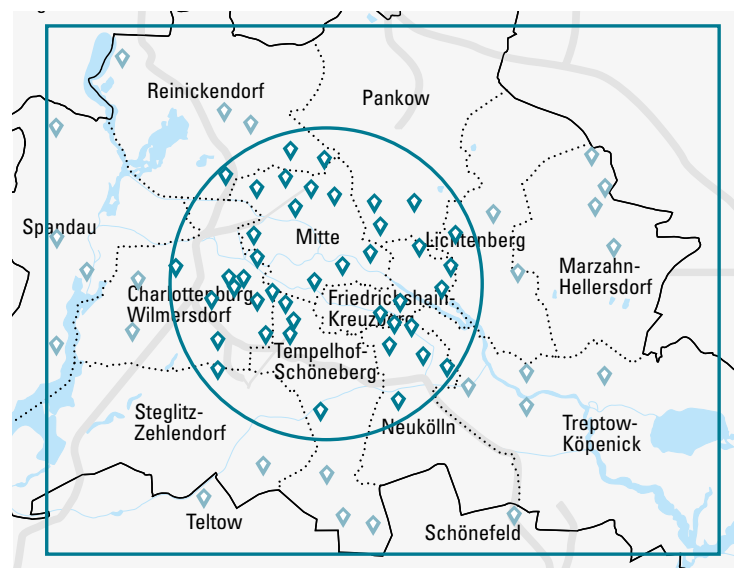 Reinickendorf
Pankow
Spandau
Mitte
Lichtenberg
Marzahn-
Hellersdorf
Charlottenburg
Wilmersdorf
Friedrichshain-
Kreuzberg
Tempelhof-
Schöneberg
Steglitz-
Zehlendorf
Neukölln
Treptow-
Köpenick
Teltow
Schönefeld